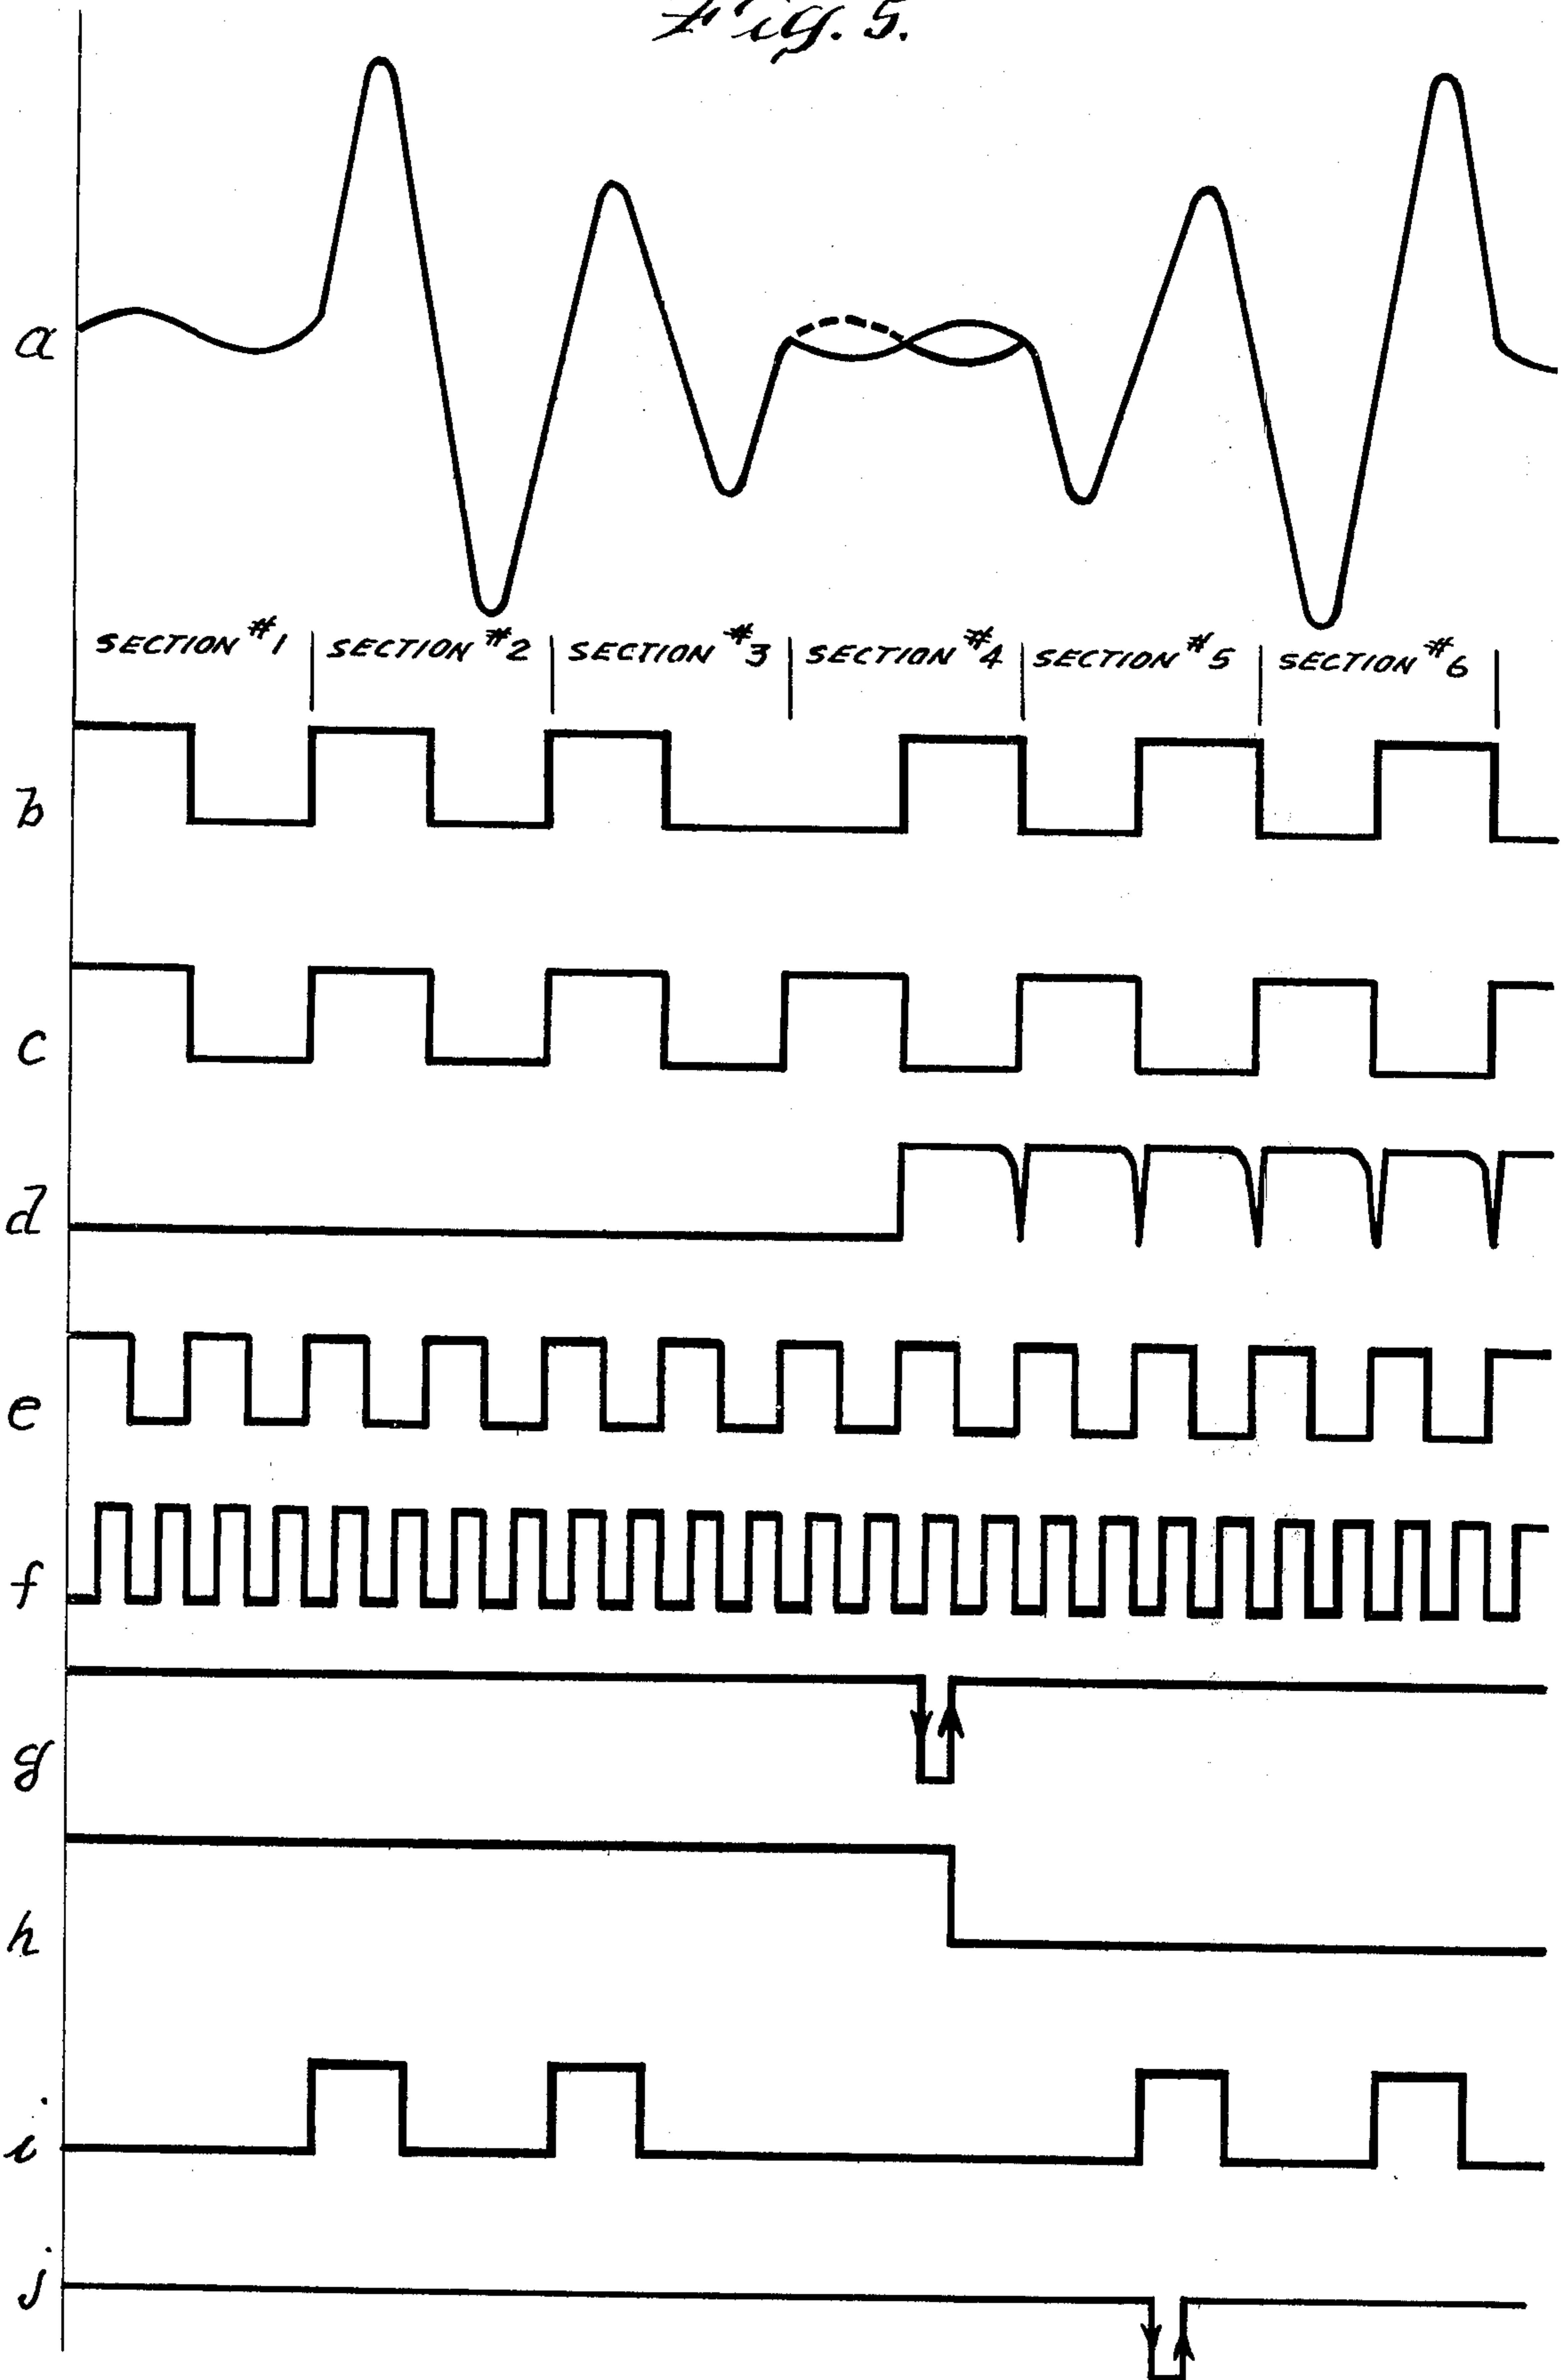 Fig. 5.
a
SECTION #1 SECTION #2 SECTION #3 SECTION #4 SECTION #5 SECTION #6
b
c
d
e
f
g
h
i
j